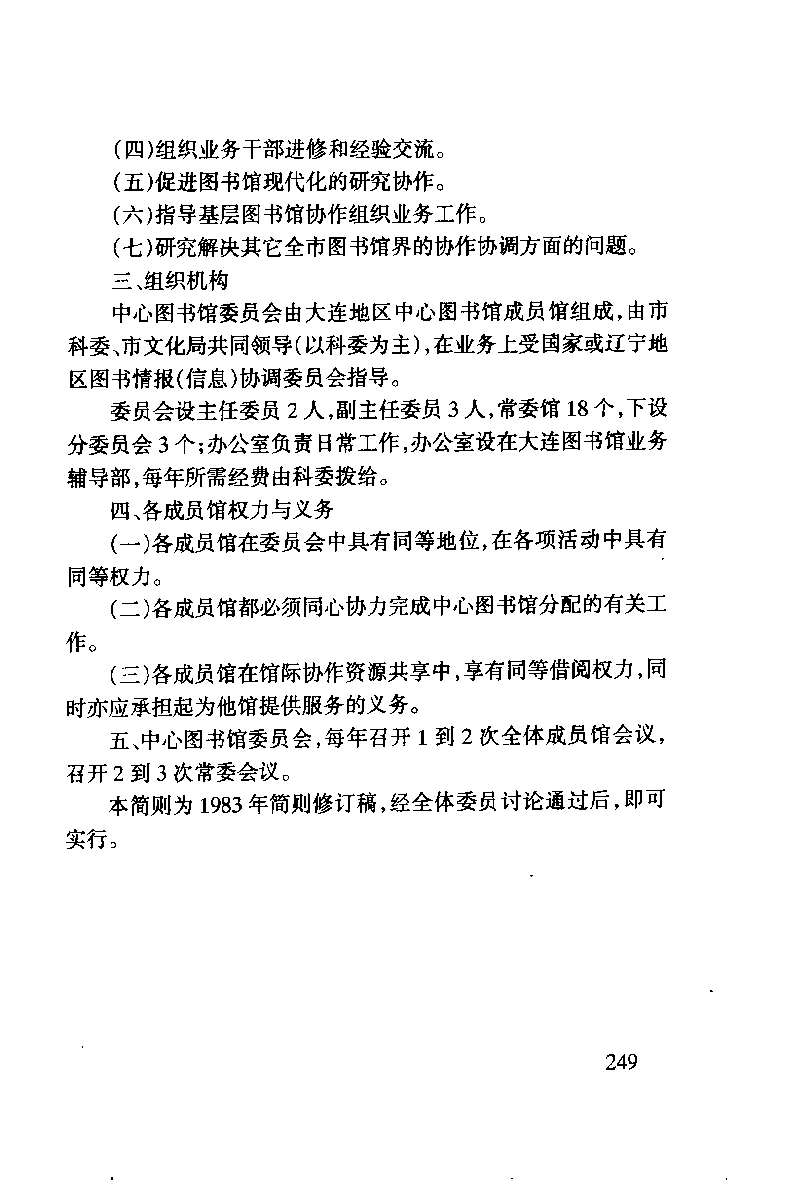 (四)组织业务干部进修和经验交流。
(五)促进图书馆现代化的研究协作。
(六)指导基层图书馆协作组织业务工作。
(七)研究解决其它全市图书馆界的协作协调方面的问题。
三、组织机构
中心图书馆委员会由大连地区中心图书馆成员馆组成,由市
科委、市文化局共同领导(以科委为主),在业务上受国家或辽宁地
区图书情报(信息)协调委员会指导。
委员会设主任委员 2 人,副主任委员 3 人,常委馆 18 个,下设
分委员会 3 个;办公室负责日常工作,办公室设在大连图书馆业务
辅导部,每年所需经费由科委拨给。
四、各成员馆权力与义务
(一)各成员馆在委员会中具有同等地位,在各项活动中具有
同等权力。
(二)各成员馆都必须同心协力完成中心图书馆分配的有关工
作。
(三)各成员馆在馆际协作资源共享中,享有同等借阅权力,同
时亦应承担起为他馆提供服务的义务。
五、中心图书馆委员会,每年召开 1 到 2 次全体成员馆会议,
召开 2 到 3 次常委会议。
本简则为 1983 年简则修订稿,经全体委员讨论通过后,即可
实行。
249